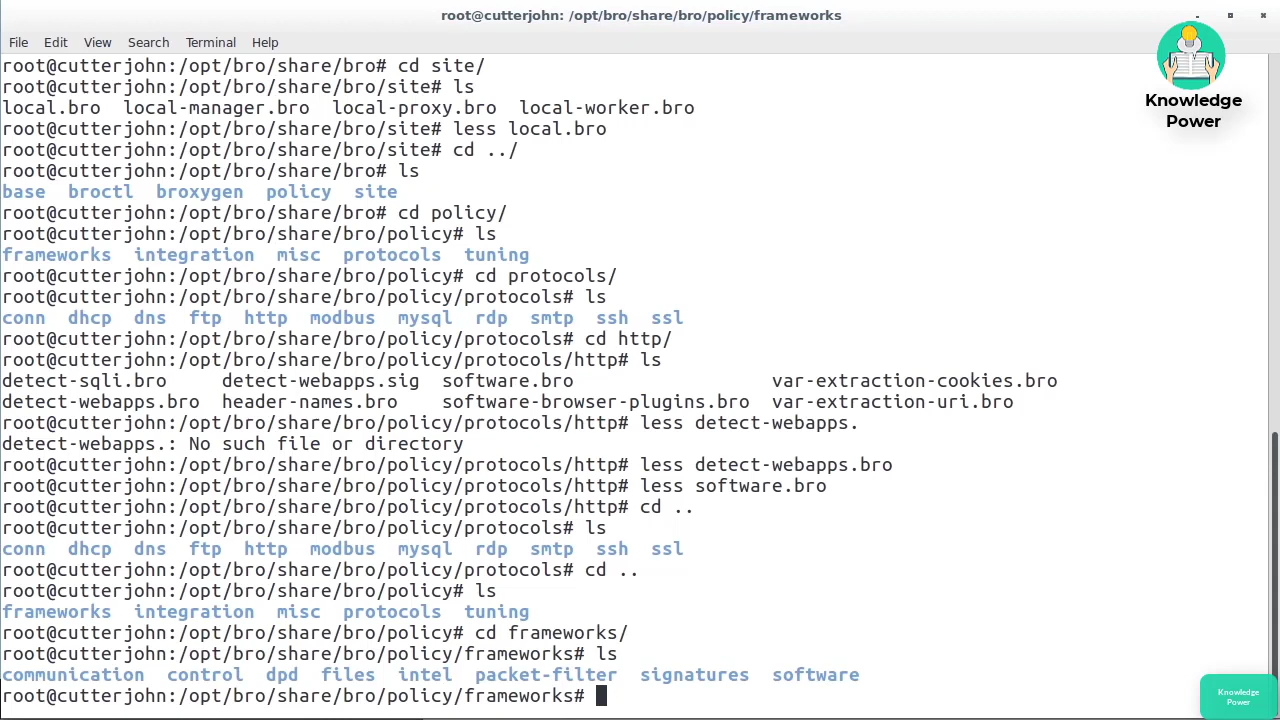 root@cutterjohn: /opt/bro/share/bro/policy/frameworks
File Edit View Search Terminal Help
root@cutterjohn:/opt/bro/share/bro# cd site/
root@cutterjohn:/opt/bro/share/bro/site# ls
local.bro  local-manager.bro  local-proxy.bro  local-worker.bro
root@cutterjohn:/opt/bro/share/bro/site# less local.bro
root@cutterjohn:/opt/bro/share/bro/site# cd ../
root@cutterjohn:/opt/bro/share/bro# ls
base  broctl  broxygen  policy  site
root@cutterjohn:/opt/bro/share/bro# cd policy/
root@cutterjohn:/opt/bro/share/bro/policy# ls
frameworks  integration  misc  protocols  tuning
root@cutterjohn:/opt/bro/share/bro/policy# cd protocols/
root@cutterjohn:/opt/bro/share/bro/policy/protocols# ls
conn  dhcp  dns  ftp  http  modbus  mysql  rdp  smtp  ssh  ssl
root@cutterjohn:/opt/bro/share/bro/policy/protocols# cd http/
root@cutterjohn:/opt/bro/share/bro/policy/protocols/http# ls
detect-sqli.bro     detect-webapps.sig  software.bro                  var-extraction-cookies.bro
detect-webapps.bro  header-names.bro    software-browser-plugins.bro  var-extraction-uri.bro
root@cutterjohn:/opt/bro/share/bro/policy/protocols/http# less detect-webapps.
detect-webapps.: No such file or directory
root@cutterjohn:/opt/bro/share/bro/policy/protocols/http# less detect-webapps.bro
root@cutterjohn:/opt/bro/share/bro/policy/protocols/http# less software.bro
root@cutterjohn:/opt/bro/share/bro/policy/protocols/http# cd ..
root@cutterjohn:/opt/bro/share/bro/policy/protocols# ls
conn  dhcp  dns  ftp  http  modbus  mysql  rdp  smtp  ssh  ssl
root@cutterjohn:/opt/bro/share/bro/policy/protocols# cd ..
root@cutterjohn:/opt/bro/share/bro/policy# ls
frameworks  integration  misc  protocols  tuning
root@cutterjohn:/opt/bro/share/bro/policy# cd frameworks/
root@cutterjohn:/opt/bro/share/bro/policy/frameworks# ls
communication  control  dpd  files  intel  packet-filter  signatures  software
root@cutterjohn:/opt/bro/share/bro/policy/frameworks#
Knowledge
Power
Knowledge
Power